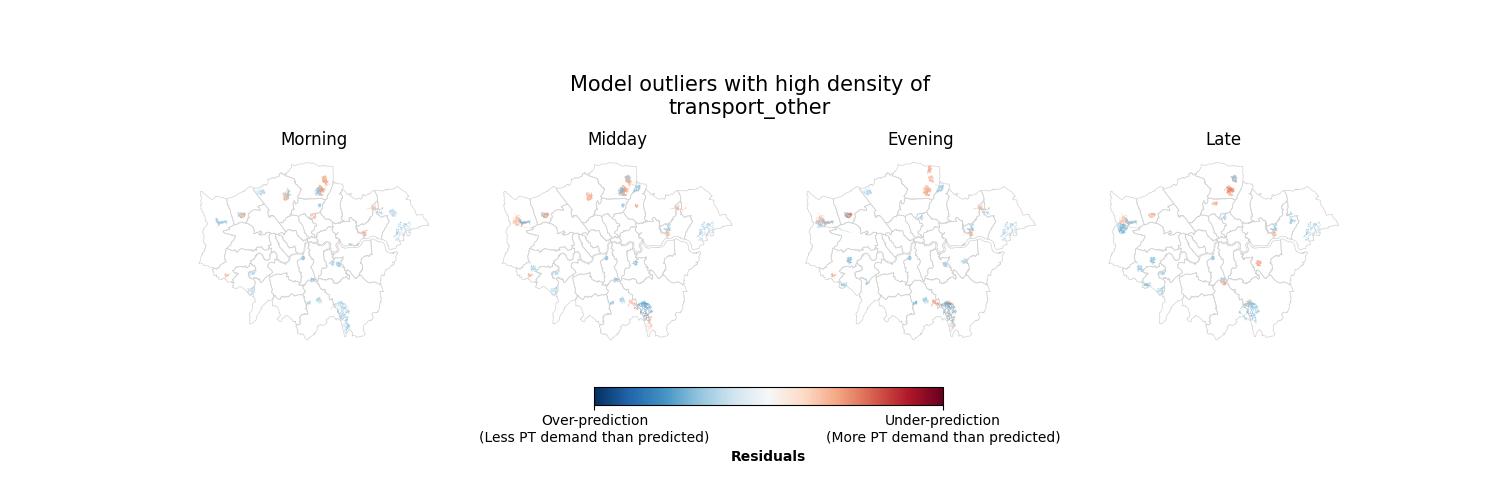 Model outliers with high density of
transport_other
Morning
Midday
Evening
Late
Over-prediction
(Less PT demand than predicted)
Under-prediction
(More PT demand than predicted)
Residuals